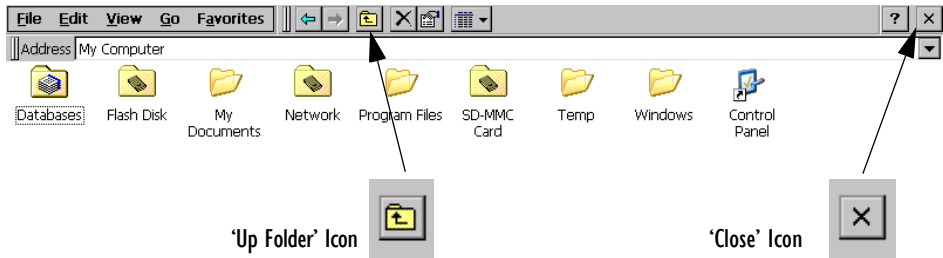 File Edit View Go Favorites ?
Address My Computer
Databases Flash Disk My Documents Network Program Files SD-MMC Card Temp Windows Control Panel
‘Up Folder’ Icon ‘Close’ Icon